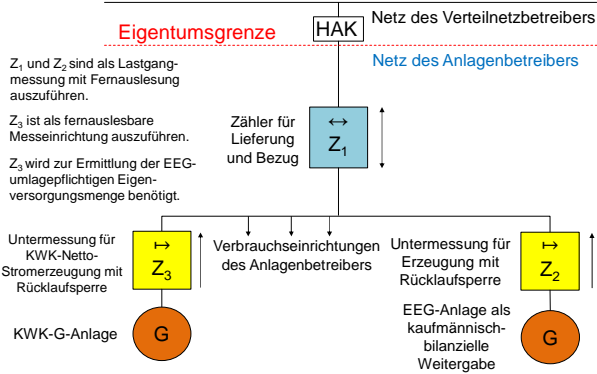 Netz des Verteilnetzbetreibers
Eigentumsgrenze
HAK
Netz des Anlagenbetreibers
Z1 und Z2 sind als Lastgang-
messung mit Fernauslesung
auszuführen.
Z3 ist als fernauslesbare
Messeinrichtung auszuführen.
Z3 wird zur Ermittlung der EEG-
umlagepflichtigen Eigen-
versorgungsmenge benötigt.
Zähler für
Lieferung
und Bezug
↔
Z1
Untermessung für
KWK-Netto-
Stromerzeugung mit
Rücklaufsperre
↦
Z3
Verbrauchseinrichtungen
des Anlagenbetreibers
Untermessung für
Erzeugung mit
Rücklaufsperre
↦
Z2
KWK-G-Anlage
G
EEG-Anlage als
kaufmännisch-
bilanzielle
Weitergabe
G